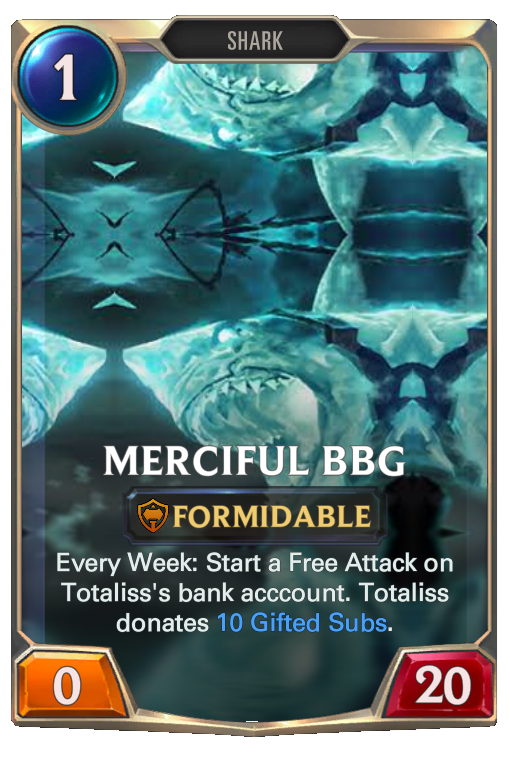 SHARK
1
MERCIFUL BBG
FORMIDABLE
Every Week: Start a Free Attack on
Totaliss's bank acccount. Totaliss
donates 10 Gifted Subs.
0
20